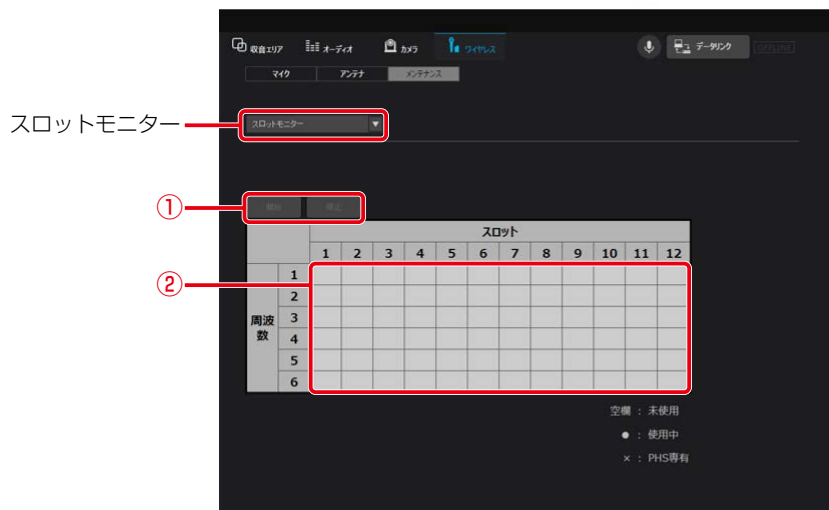 収音エリア オーディオ カメラ ワイヤレス データリンク OFFLINE
マイク アンテナ メンテナンス
スロットモニター スロットモニター
① 開始 停止
スロット
1 2 3 4 5 6 7 8 9 10 11 12
②
周波数
1
2
3
4
5
6
空欄 : 未使用
● : 使用中
× : PHS専有